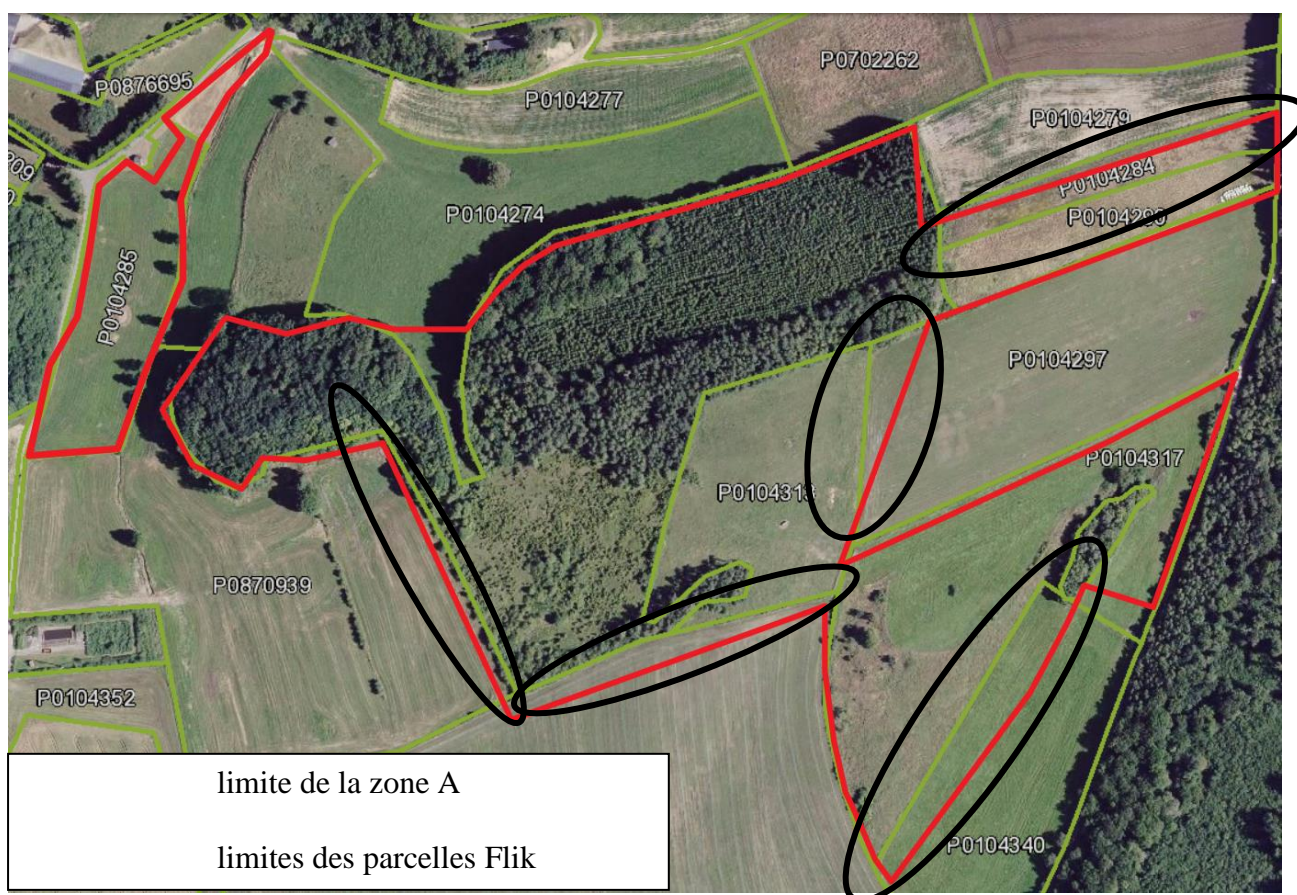 P0876695
P0702262
P0104277
P0104279
P0104284
P0104274
P0104285
P0104297
P0104317
P0104313
P0870939
P0104352
P0104340
limite de la zone A
limites des parcelles Flik